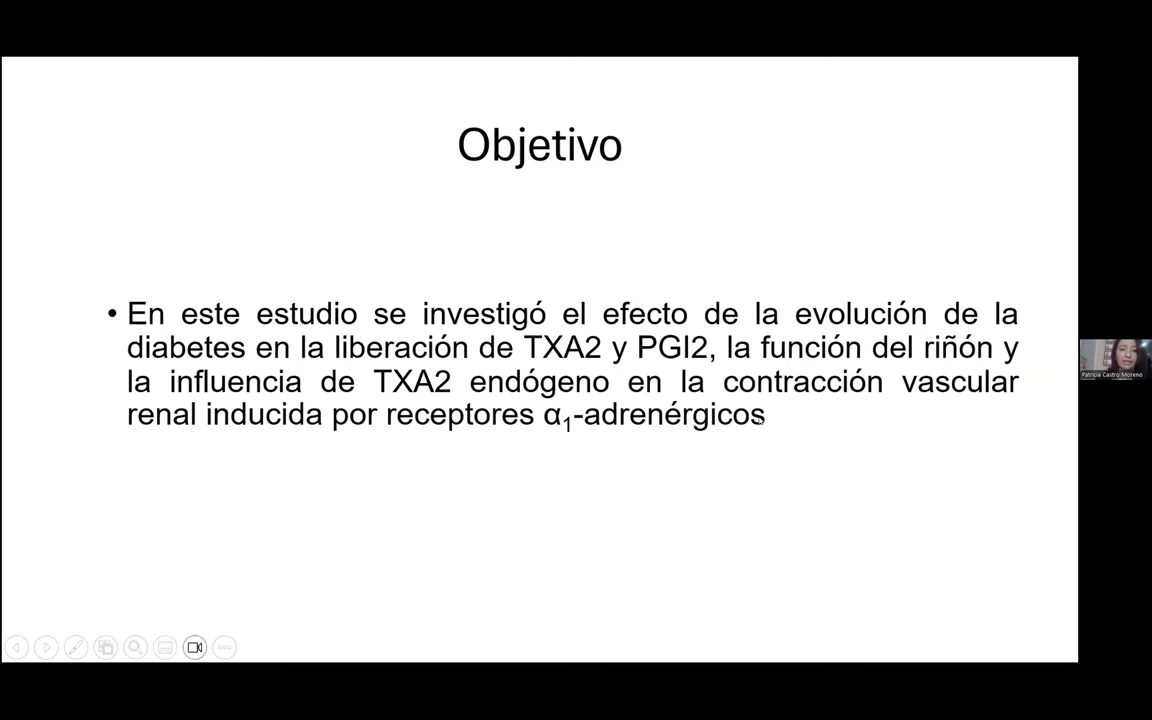 Objetivo
• En este estudio se investigó el efecto de la evolución de la
diabetes en la liberación de TXA2 y PGI2, la función del riñón y
la influencia de TXA2 endógeno en la contracción vascular
renal inducida por receptores α₁-adrenérgicos
Patricia Castro Moreno